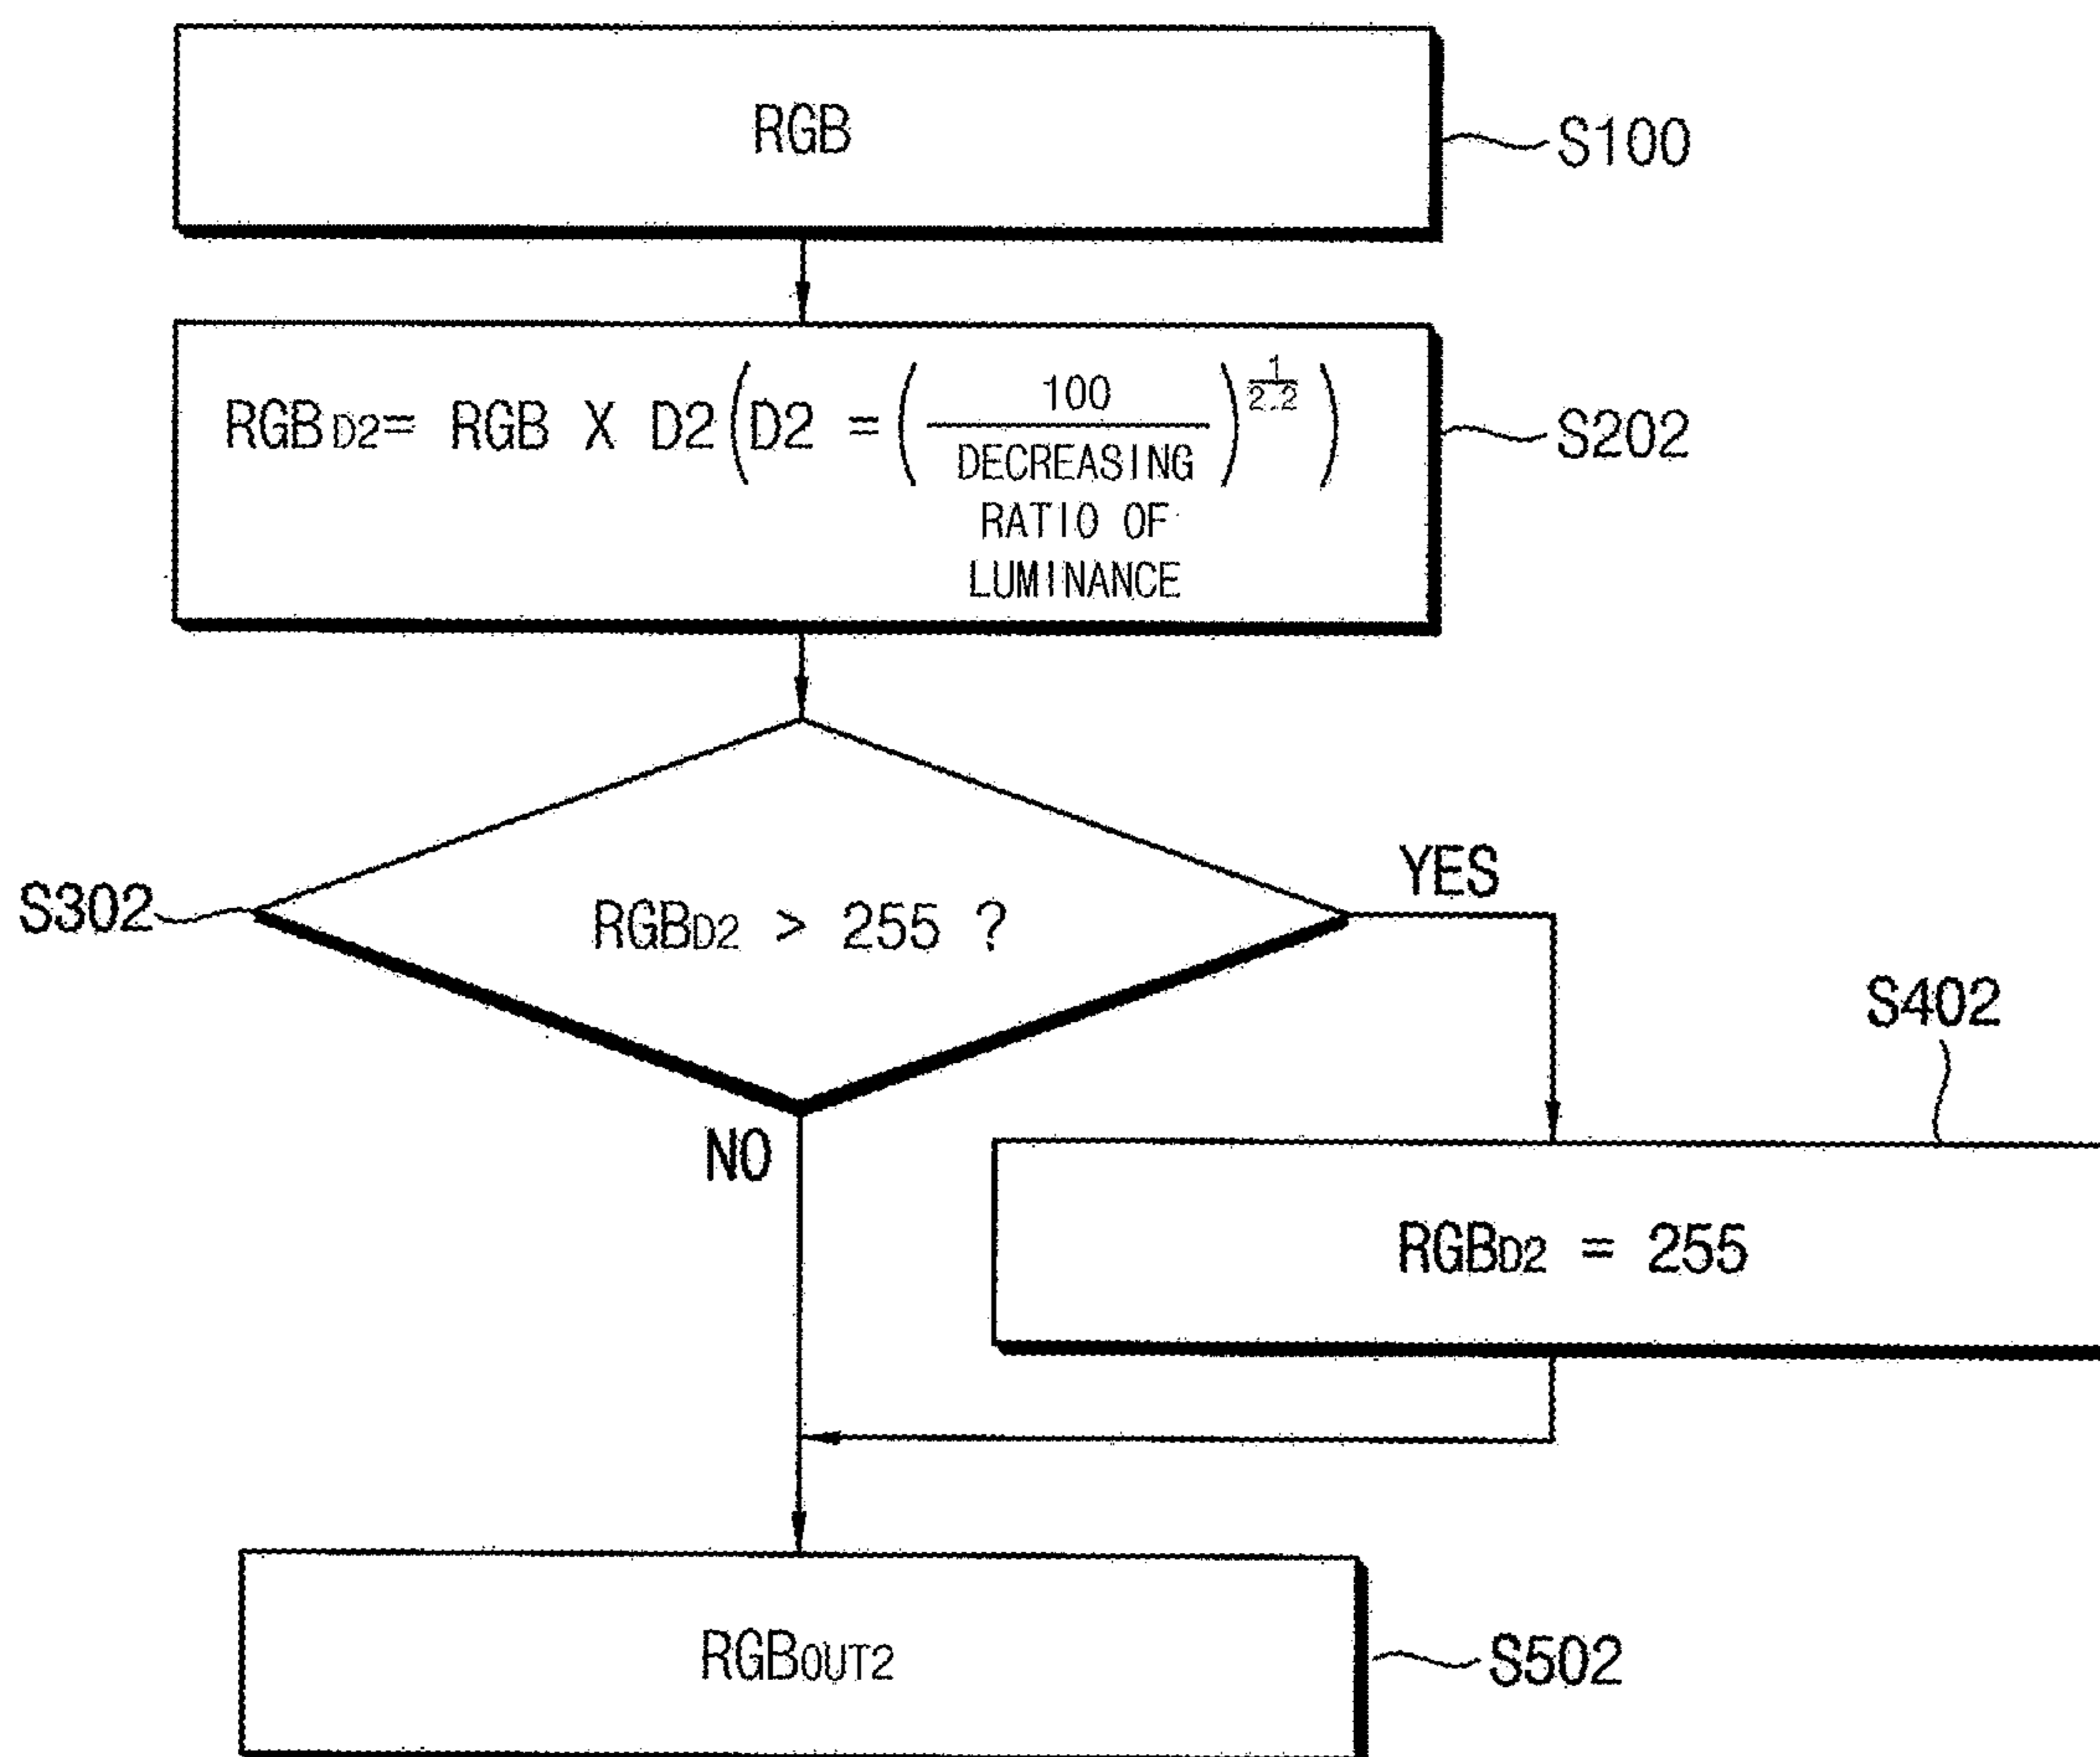 RGB
S100
RGBD2= RGB X D2(D2 = (100/DECREASING RATIO OF LUMINANCE)^1/2.2)
S202
YES
S302
RGBD2 > 255 ?
S402
NO
RGBD2 = 255
RGBOUT2
S502